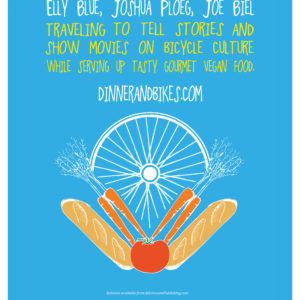 Elly Blue, Joshua Ploeg, Joe Biel
traveling to tell stories and
show movies on bicycle culture
while serving up tasty gourmet vegan food.
dinnerandbikes.com